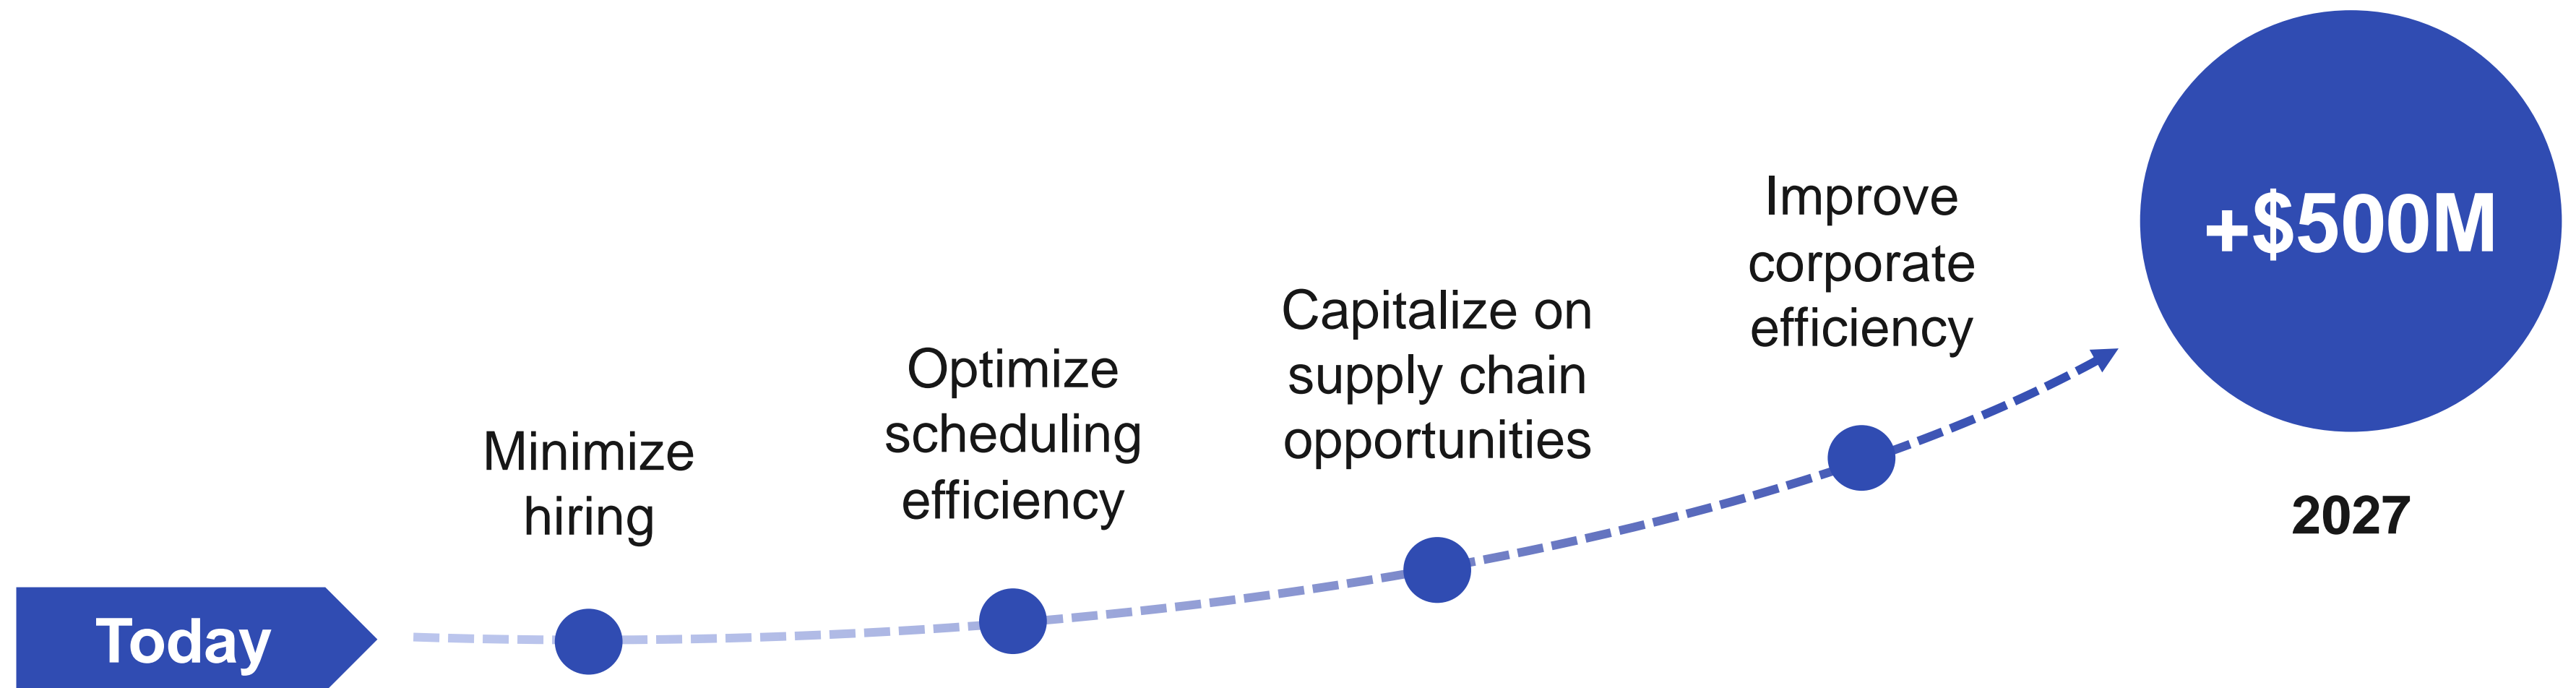 Today
Minimize
hiring
Optimize
scheduling
efficiency
Capitalize on
supply chain
opportunities
Improve
corporate
efficiency
+$500M
2027